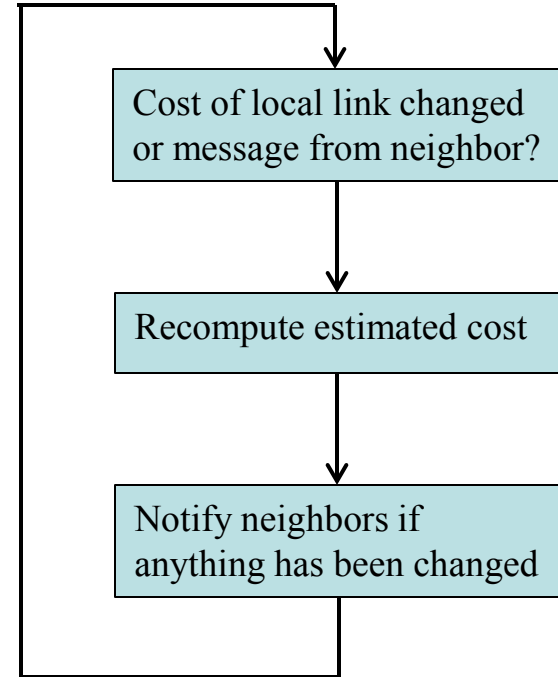 Cost of local link changed
or message from neighbor?
Recompute estimated cost
Notify neighbors if
anything has been changed